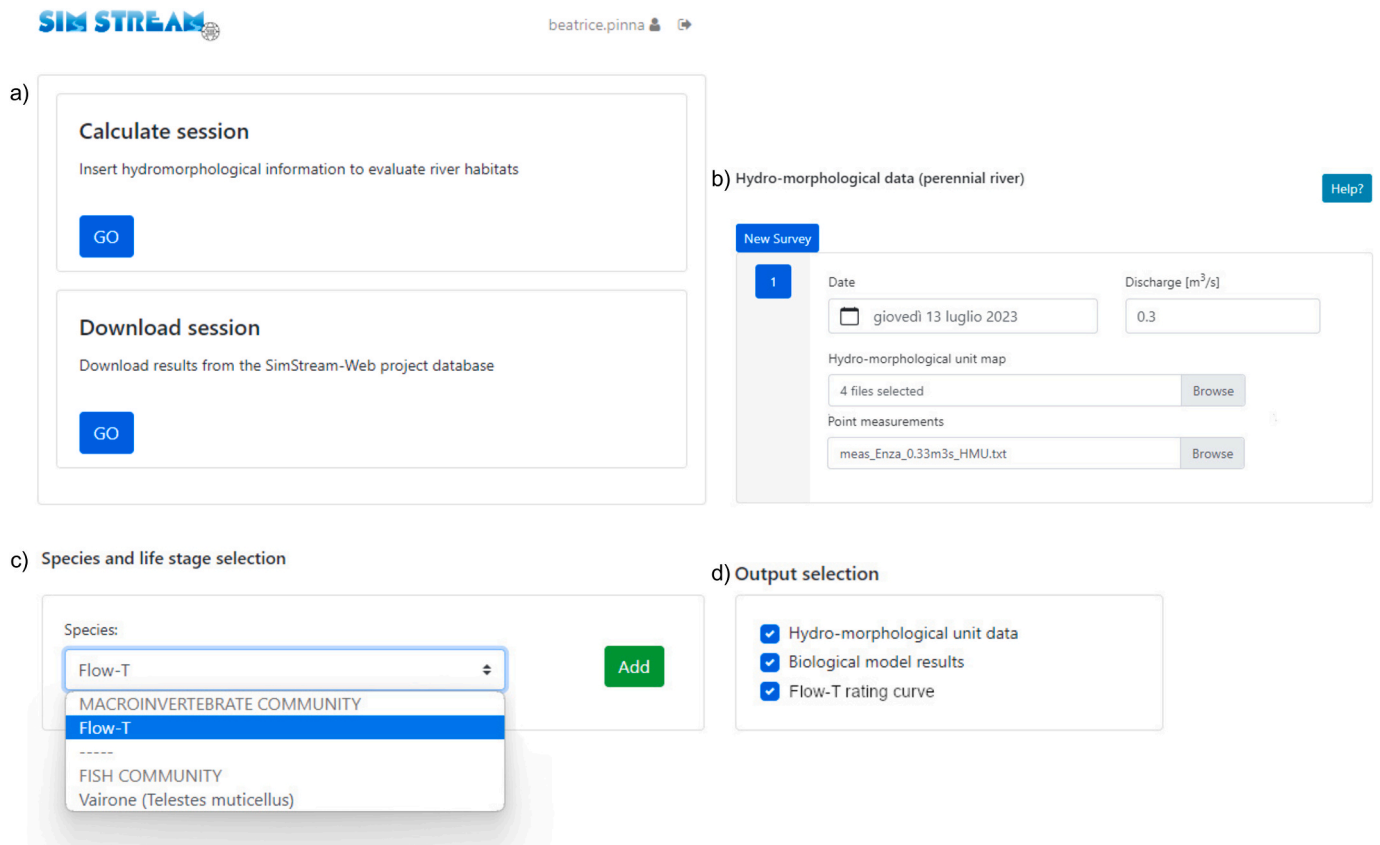 SIM STREAM
beatrice.pinna
a)
Calculate session
Insert hydromorphological information to evaluate river habitats
GO
Download session
Download results from the SimStream-Web project database
GO
b) Hydro-morphological data (perennial river)
Help?
New Survey
1
Date
Discharge [m³/s]
giovedì 13 luglio 2023
0.3
Hydro-morphological unit map
4 files selected
Browse
Point measurements
meas_Enza_0.33m3s_HMU.txt
Browse
c) Species and life stage selection
Species:
Flow-T
Add
MACROINVERTEBRATE COMMUNITY
Flow-T
-----
FISH COMMUNITY
Vairone (Telestes muticellus)
d) Output selection
Hydro-morphological unit data
Biological model results
Flow-T rating curve